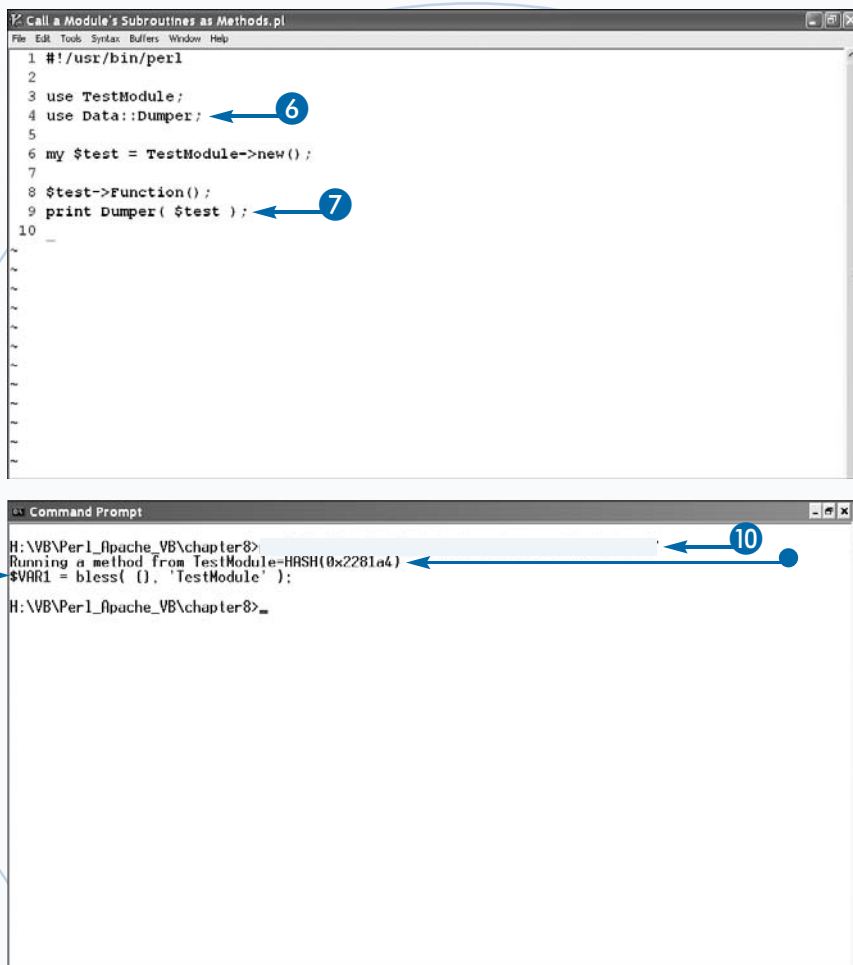 Call a Module's Subroutines as Methods.pl
File Edit Tools Syntax Buffers Window Help
1 #!/usr/bin/perl
2
3 use TestModule;
4 use Data::Dumper;
6
5
6 my $test = TestModule->new();
7
8 $test->Function();
9 print Dumper( $test );
7
10 _
~
~
~
~
~
~
~
~
~
~
~
~
Command Prompt
H:\VB\Perl_Apache_VB\chapter8>
10
Running a method from TestModule=HASH(0x2281a4)
$VAR1 = bless( {}, 'TestModule' );
H:\VB\Perl_Apache_VB\chapter8>_